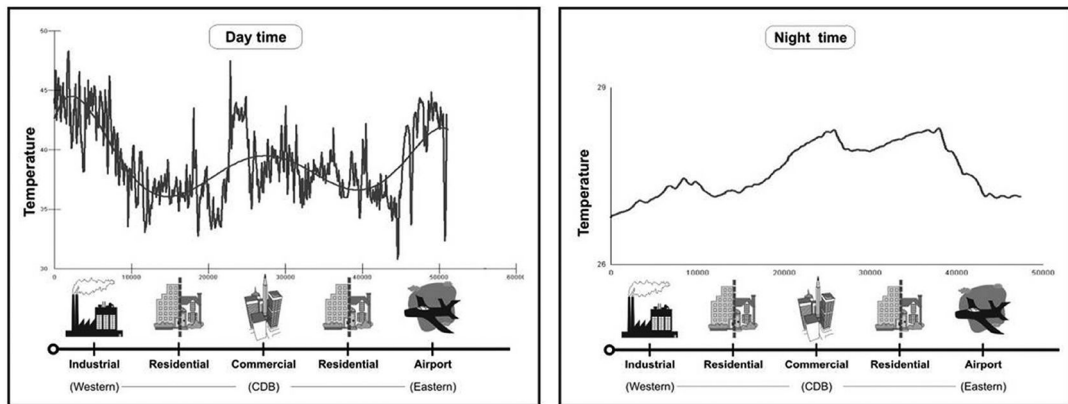 Day time
Temperature
50
45
40
35
30
0 10000 20000 30000 40000 50000 60000
Industrial Residential Commercial Residential Airport
(Western) (CDB) (Eastern)
Night time
Temperature
29
26
0 10000 20000 30000 40000 50000
Industrial Residential Commercial Residential Airport
(Western) (CDB) (Eastern)